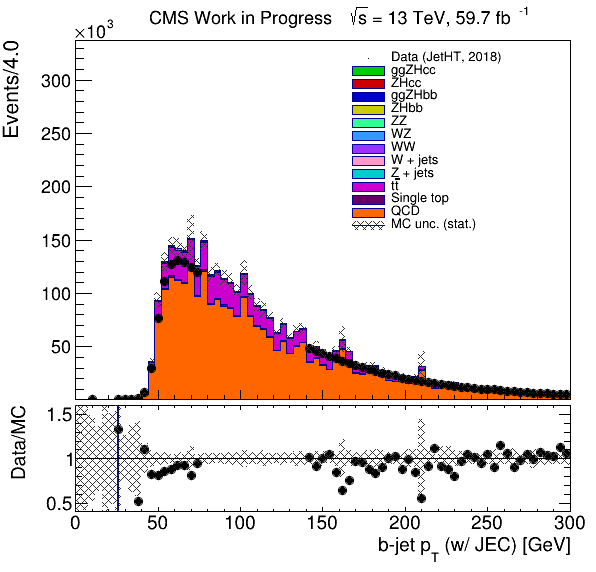 CMS Work in Progress √s = 13 TeV, 59.7 fb⁻¹
×10³
Events/4.0
300
250
200
150
100
50
Data (JetHT, 2018)
ggZHcc
ZHcc
ggZHbb
ZHbb
ZZ
WZ
WW
W + jets
Z + jets
tt̅
Single top
QCD
MC unc. (stat.)
Data/MC
1.5
1
0.5
0 50 100 150 200 250 300
b-jet p_T (w/ JEC) [GeV]